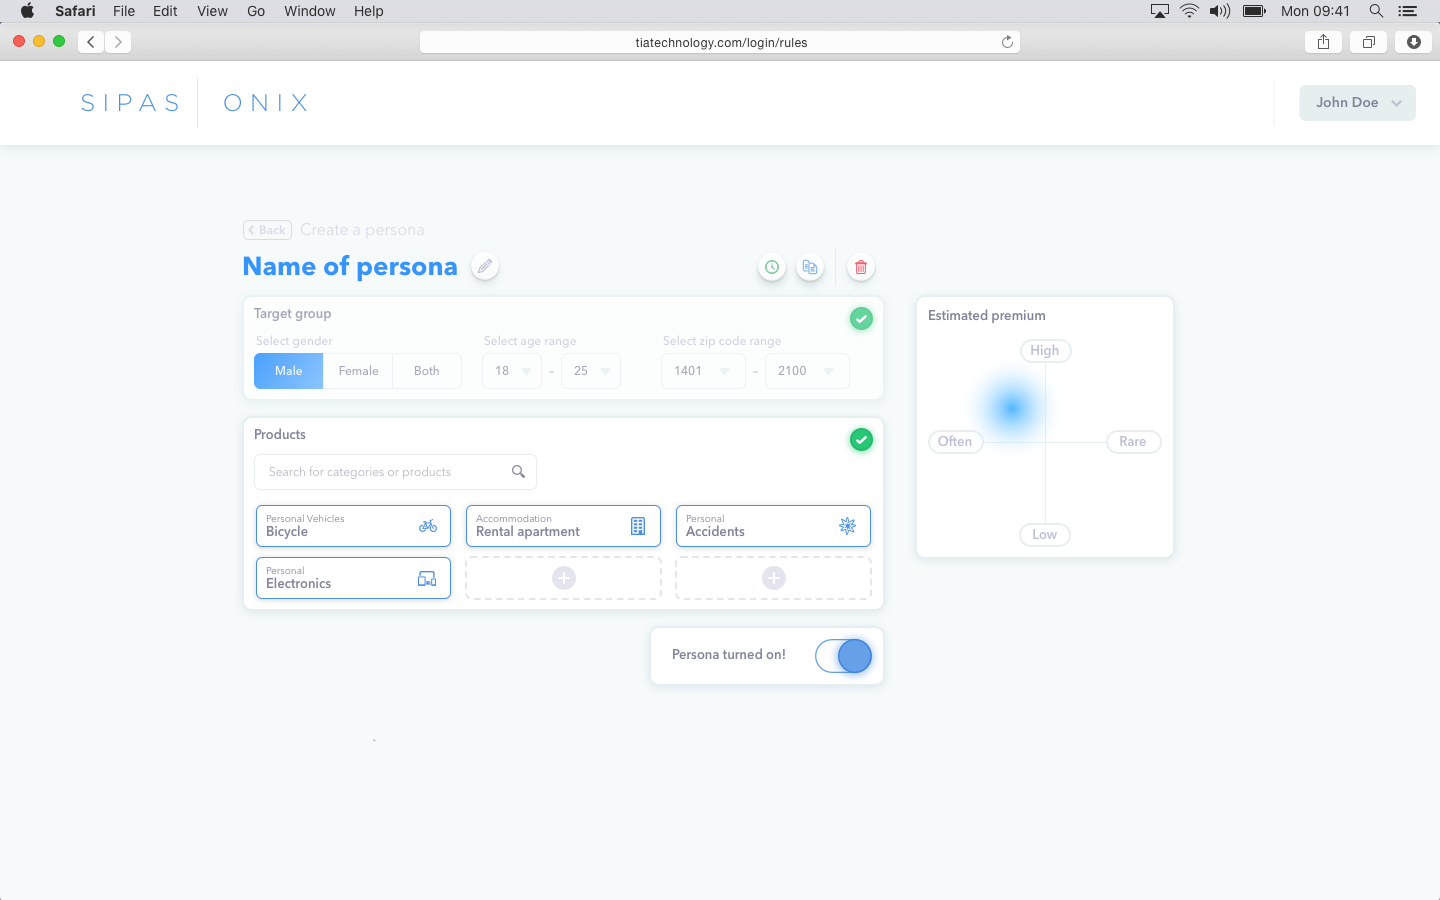 Safari File Edit View Go Window Help Mon 09:41
tiatechnology.com/login/rules
SIPAS ONIX
John Doe
Back Create a persona
Name of persona
Target group
Select gender Select age range Select zip code range
Male Female Both 18 - 25 1401 - 2100
Products
Search for categories or products
Personal Vehicles
Bicycle
Accommodation
Rental apartment
Personal
Accidents
Personal
Electronics
Persona turned on!
Estimated premium
High
Often Rare
Low